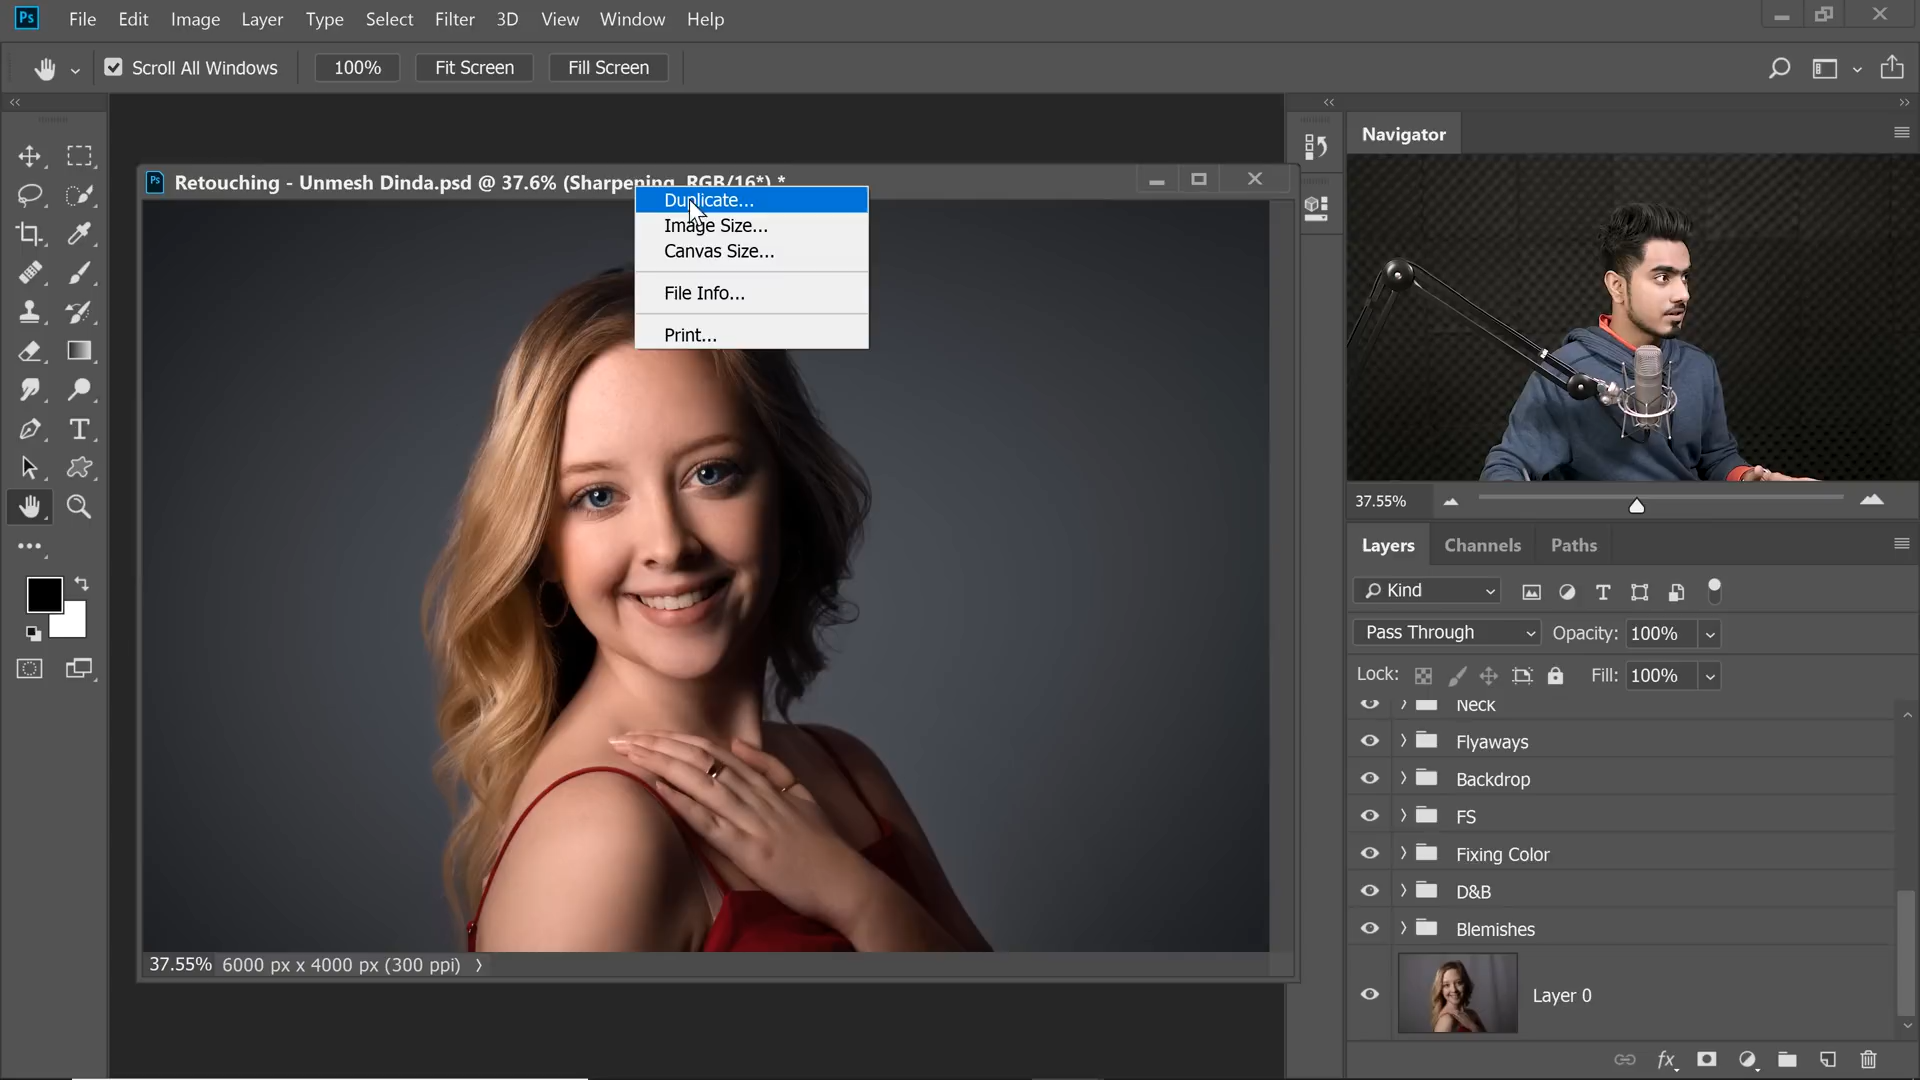 Ps File Edit Image Layer Type Select Filter 3D View Window Help
Scroll All Windows 100% Fit Screen Fill Screen
Navigator
Retouching - Unmesh Dinda.psd @ 37.6% (Sharpening, RGB/16*) *
Duplicate...
Image Size...
Canvas Size...
File Info...
Print...
37.55%
Layers Channels Paths
Kind
Pass Through Opacity: 100%
Lock: Fill: 100%
Neck
Flyaways
Backdrop
FS
Fixing Color
D&B
Blemishes
Layer 0
37.55% 6000 px x 4000 px (300 ppi)